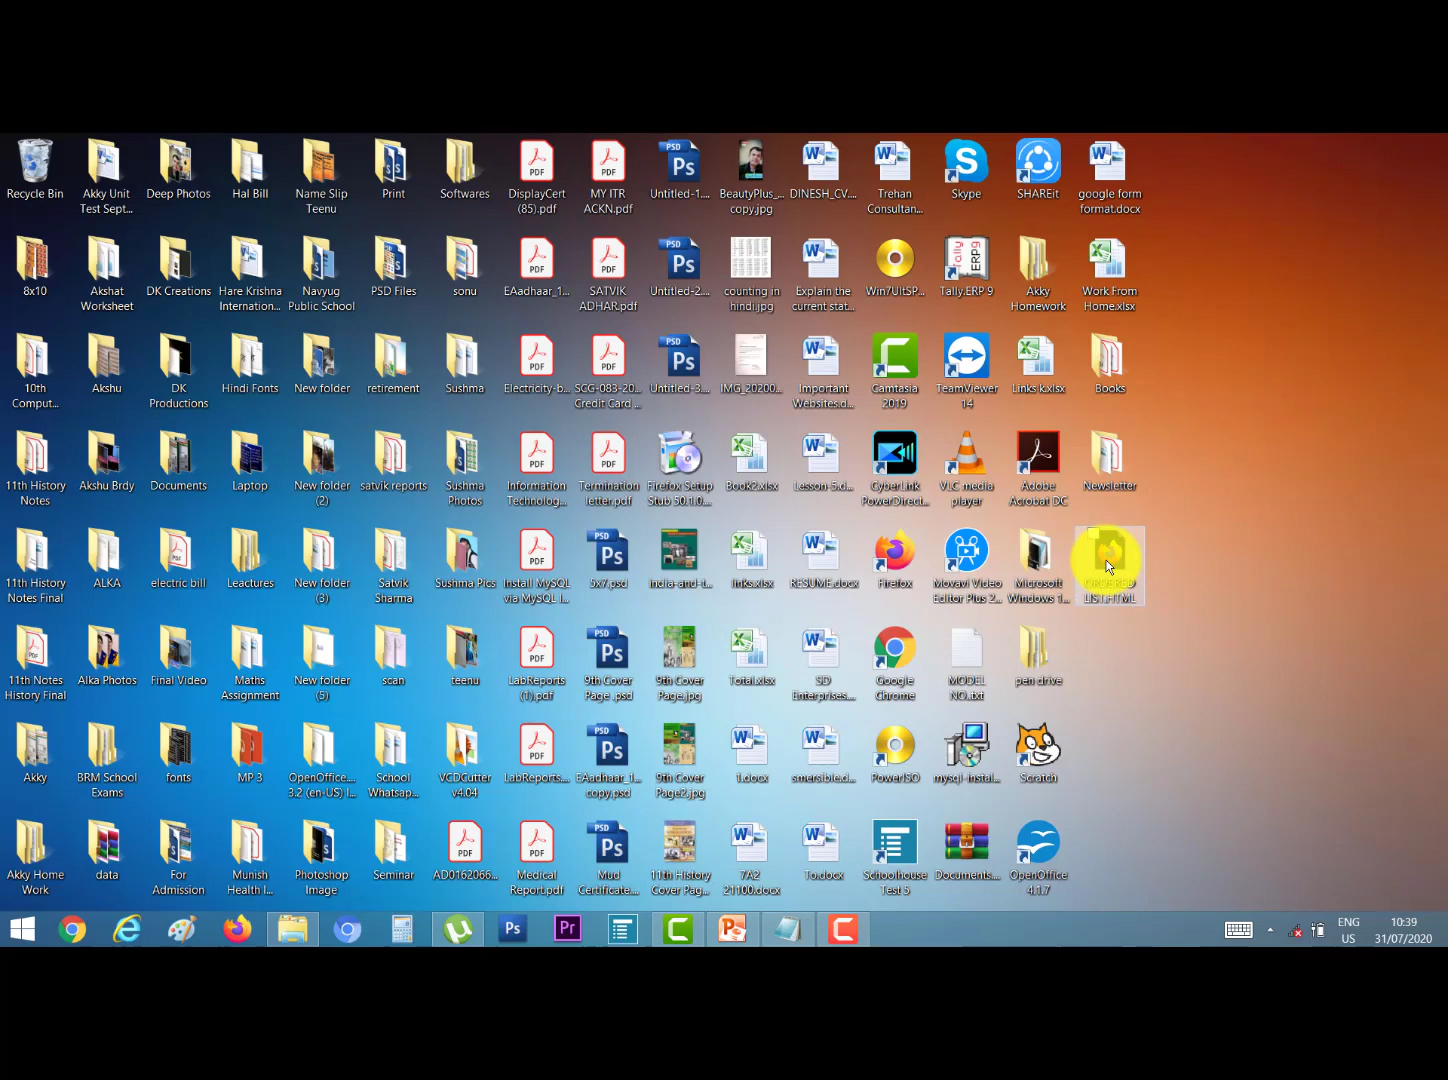 Recycle Bin
Akky Unit
Test Sept...
Deep Photos
Hal Bill
Name Slip
Teenu
Print
Softwares
DisplayCert
(85).pdf
MY ITR
ACKN.pdf
Untitled-1....
BeautyPlus_...
copy.jpg
DINESH_CV....
Trehan
Consultan...
Skype
SHAREit
google form
format.docx
8x10
Akshat
Worksheet
DK Creations
Hare Krishna
Internation...
Navyug
Public School
PSD Files
sonu
EAadhaar_1...
SATVIK
ADHAR.pdf
Untitled-2....
counting in
hindi.jpg
Explain the
current stat...
Win7UltSP...
Tally.ERP 9
Akky
Homework
Work From
Home.xlsx
10th
Comput...
Akshu
DK
Productions
Hindi Fonts
New folder
retirement
Sushma
Electricity-b...
SCG-083-20...
Credit Card ...
Untitled-3....
IMG_20200...
Important
Websites.d...
Camtasia
2019
TeamViewer
14
Links k.xlsx
Books
11th History
Notes
Akshu Brdy
Documents
Laptop
New folder
(2)
satvik reports
Sushma
Photos
Information
Technolog...
Termination
letter.pdf
Firefox Setup
Stub 50.1.0....
Book2.xlsx
Lesson-5.d...
CyberLink
PowerDirect...
VLC media
player
Adobe
Acrobat DC
Newsletter
11th History
Notes Final
ALKA
electric bill
Leactures
New folder
(3)
Satvik
Sharma
Sushma Pics
Install MySQL
via MySQL I...
5x7.psd
india-and-t...
links.xlsx
RESUME.docx
Firefox
Movavi Video
Editor Plus 2...
Microsoft
Windows 1...
ORDERED
LIST.HTML
11th Notes
History Final
Alka Photos
Final Video
Maths
Assignment
New folder
(5)
scan
teenu
LabReports
(1).pdf
9th Cover
Page .psd
9th Cover
Page.jpg
Total.xlsx
SD
Enterprises....
Google
Chrome
MODEL
NO..txt
pen drive
Akky
BRM School
Exams
fonts
MP 3
OpenOffice....
3.2 (en-US) I...
School
Whatsap...
VCDCutter
v4.04
LabReports....
EAadhaar_1...
copy.psd
9th Cover
Page2.jpg
1.docx
smersible.d...
PowerISO
mysql-instal...
Scratch
Akky Home
Work
data
For
Admission
Munish
Health I...
Photoshop
Image
Seminar
AD0162066...
Medical
Report.pdf
Mud
Certificate....
11th History
Cover Pag...
7A2
21100.docx
To.docx
Schoolhouse
Test 5
Documents...
OpenOffice
4.1.7
ENG
US
10:39
31/07/2020